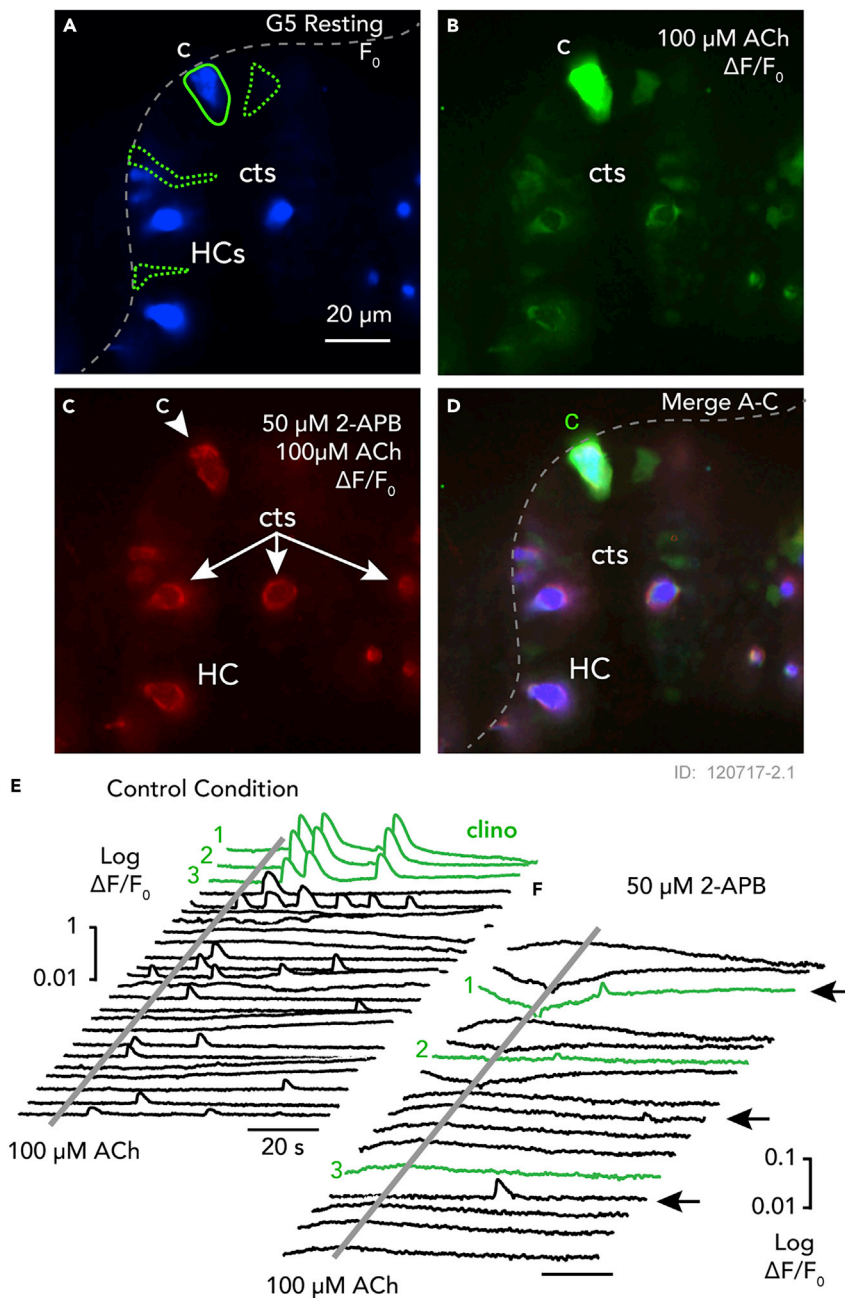 A
G5 Resting
F0
C
cts
HCs
20 µm
B
100 µM ACh
ΔF/F0
C
cts
C
C
50 µM 2-APB
100µM ACh
ΔF/F0
cts
HC
D
Merge A-C
C
cts
HC
ID: 120717-2.1
E
Control Condition
1
2
3
clino
Log
ΔF/F0
1
0.01
100 µM ACh
20 s
F
50 µM 2-APB
1
2
3
0.1
0.01
Log
ΔF/F0
100 µM ACh